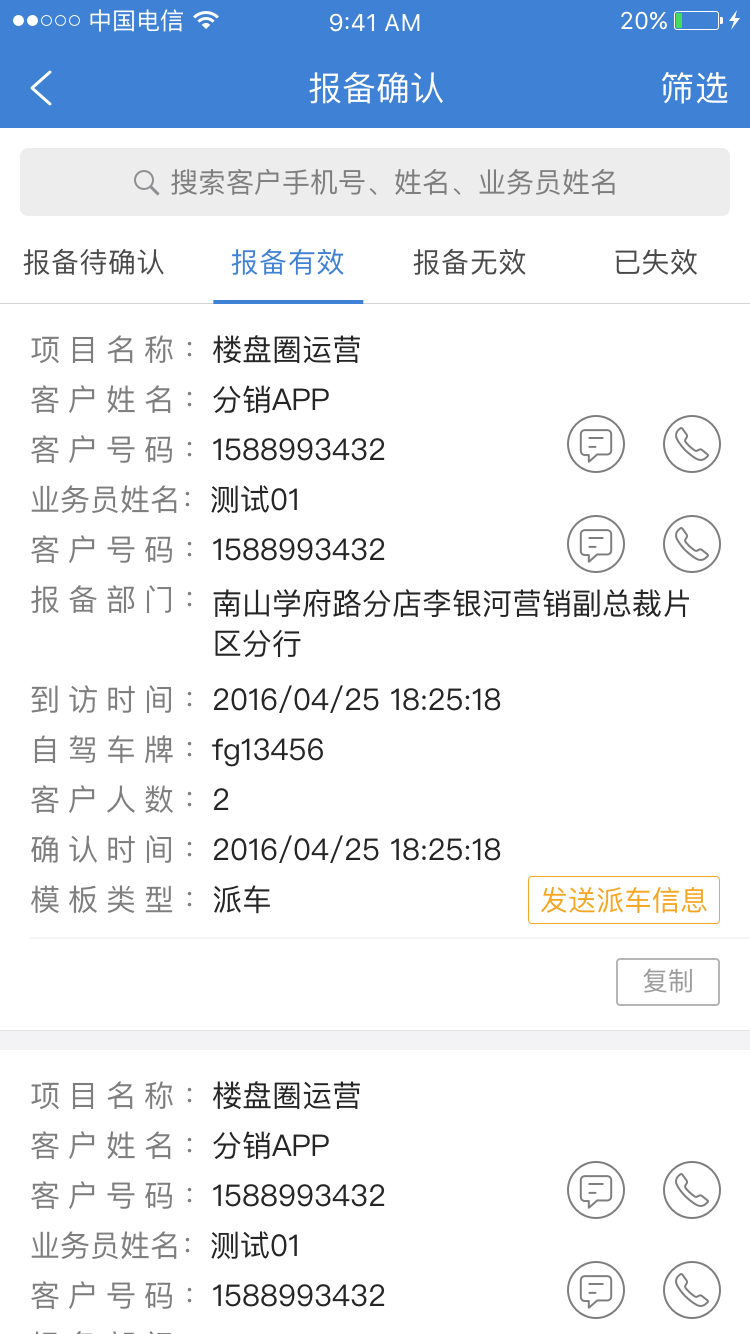 中国电信 9:41 AM 20%
报备确认 筛选
搜索客户手机号、姓名、业务员姓名
报备待确认 报备有效 报备无效 已失效
项目名称：楼盘圈运营
客户姓名：分销APP
客户号码：1588993432
业务员姓名：测试01
客户号码：1588993432
报备部门：南山学府路分店李银河营销副总裁片
区分行
到访时间：2016/04/25 18:25:18
自驾车牌：fg13456
客户人数：2
确认时间：2016/04/25 18:25:18
模板类型：派车 发送派车信息
复制
项目名称：楼盘圈运营
客户姓名：分销APP
客户号码：1588993432
业务员姓名：测试01
客户号码：1588993432